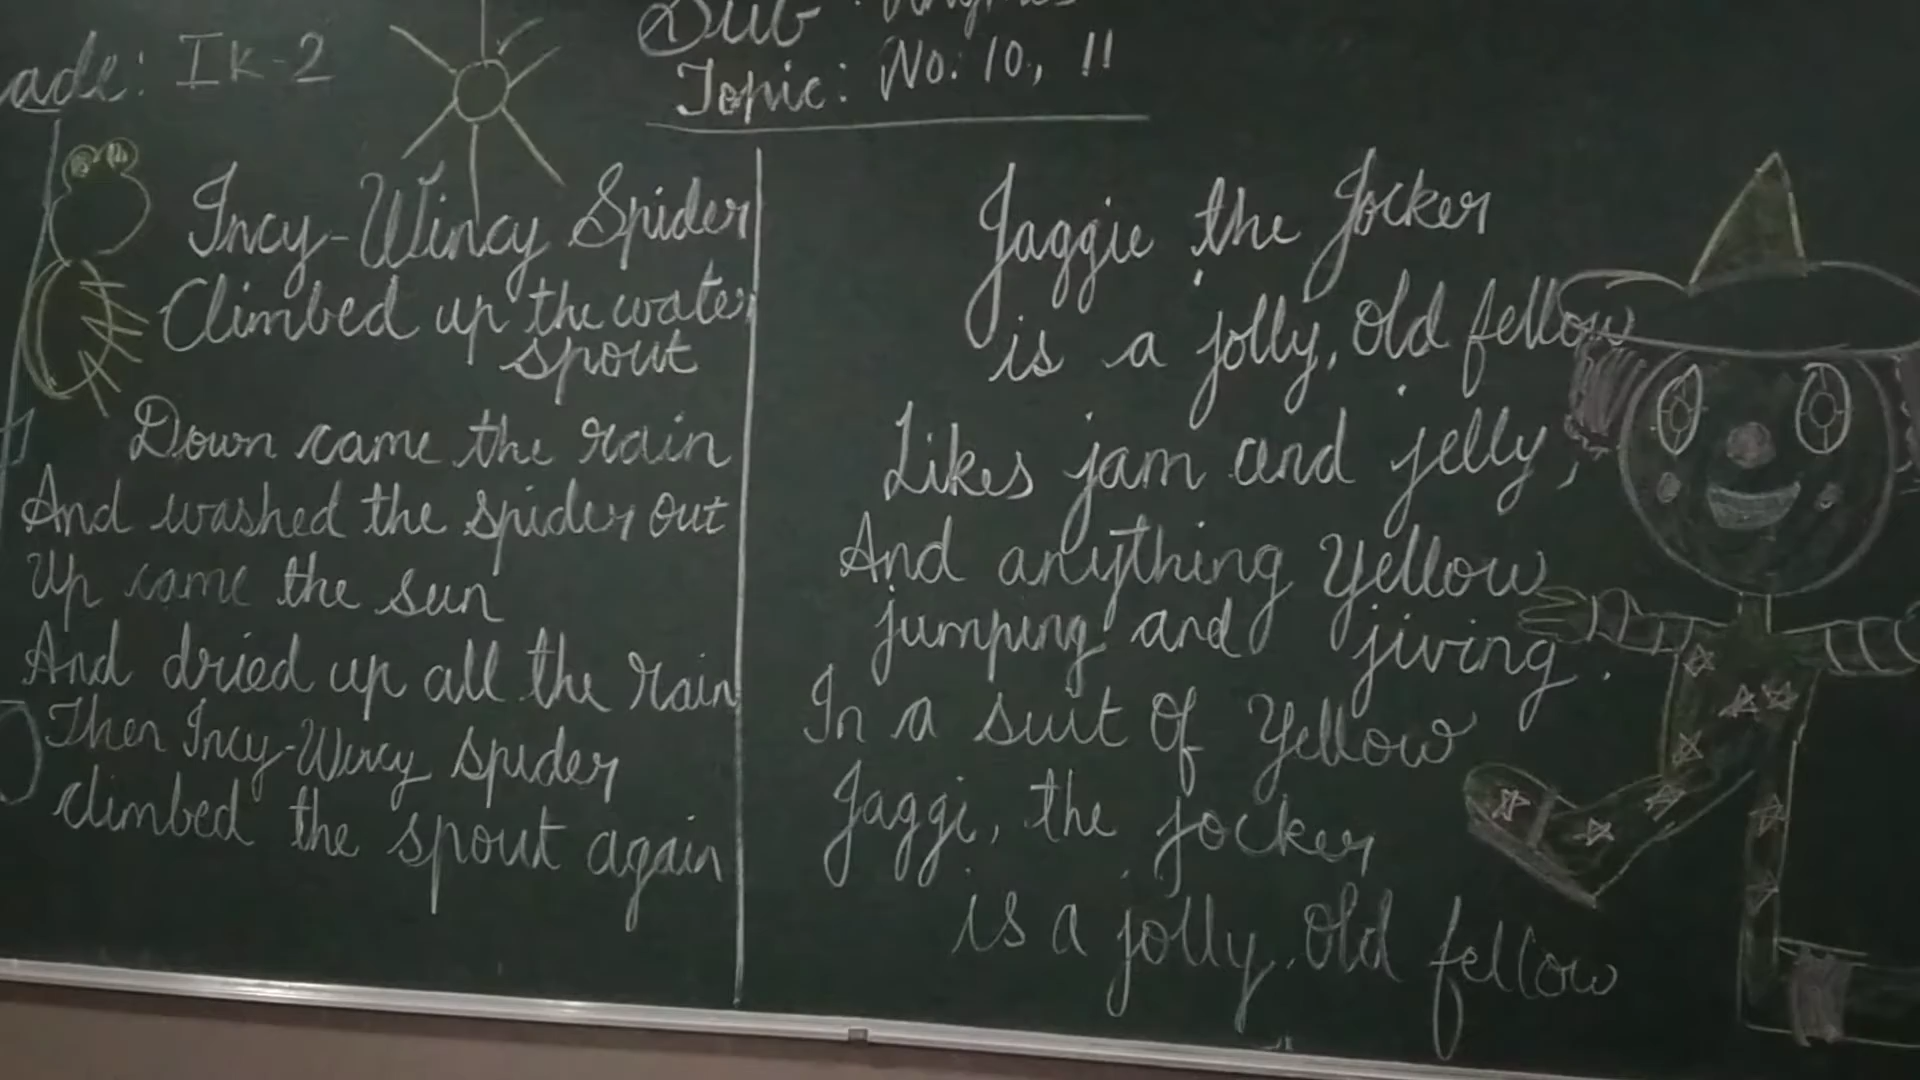 ade: IK-2
Sub : Rhymes
Topic: No. 10, 11
Incy-Wincy Spider
Climbed up the water
spout
Down came the rain
And washed the spider out
Up came the sun
And dried up all the rain
Then Incy-Wincy spider
climbed the spout again
Jaggie the Jocker
is a jolly, old fellow
Likes jam and jelly,
And anything Yellow
jumping and jiving.
In a suit of Yellow
Jaggi, the jocker
is a jolly, old fellow